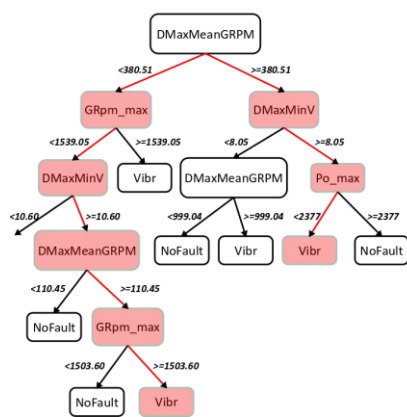 DMaxMeanGRPM
<380.51 >=380.51
GRpm_max DMaxMinV
<1539.05 >=1539.05 <8.05 >=8.05
DMaxMinV Vibr DMaxMeanGRPM Po_max
<10.60 >=10.60 <999.04 >=999.04 <2377 >=2377
DMaxMeanGRPM NoFault Vibr Vibr NoFault
<110.45 >=110.45
NoFault GRpm_max
<1503.60 >=1503.60
NoFault Vibr